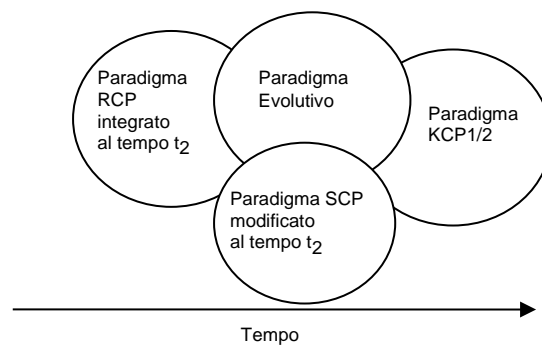 Paradigma
RCP
integrato
al tempo t2
Paradigma
Evolutivo
Paradigma
KCP1/2
Paradigma SCP
modificato
al tempo t2
Tempo